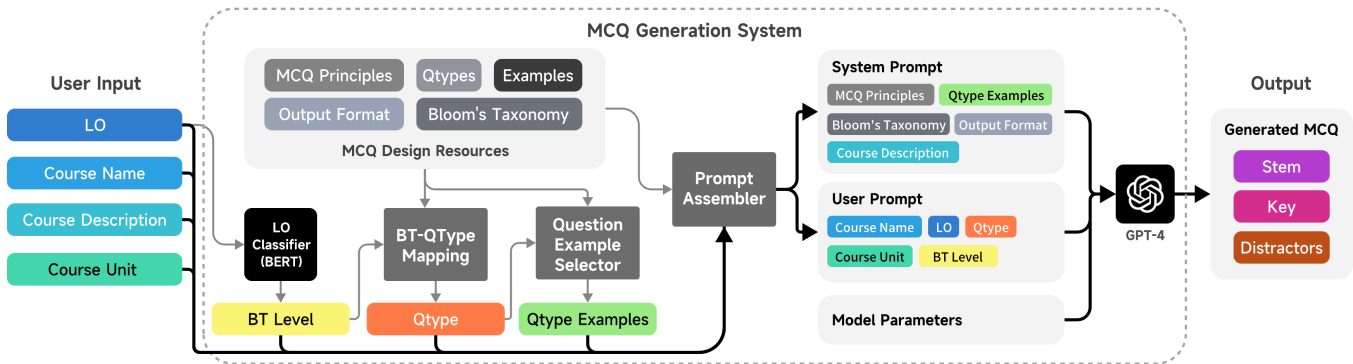 MCQ Generation System
User Input
LO
Course Name
Course Description
Course Unit
MCQ Principles
Qtypes
Examples
Output Format
Bloom's Taxonomy
MCQ Design Resources
LO
Classifier
(BERT)
BT-QType
Mapping
Question
Example
Selector
BT Level
Qtype
Qtype Examples
Prompt
Assembler
System Prompt
MCQ Principles
Qtype Examples
Bloom's Taxonomy
Output Format
Course Description
User Prompt
Course Name
LO
Qtype
Course Unit
BT Level
Model Parameters
GPT-4
Output
Generated MCQ
Stem
Key
Distractors